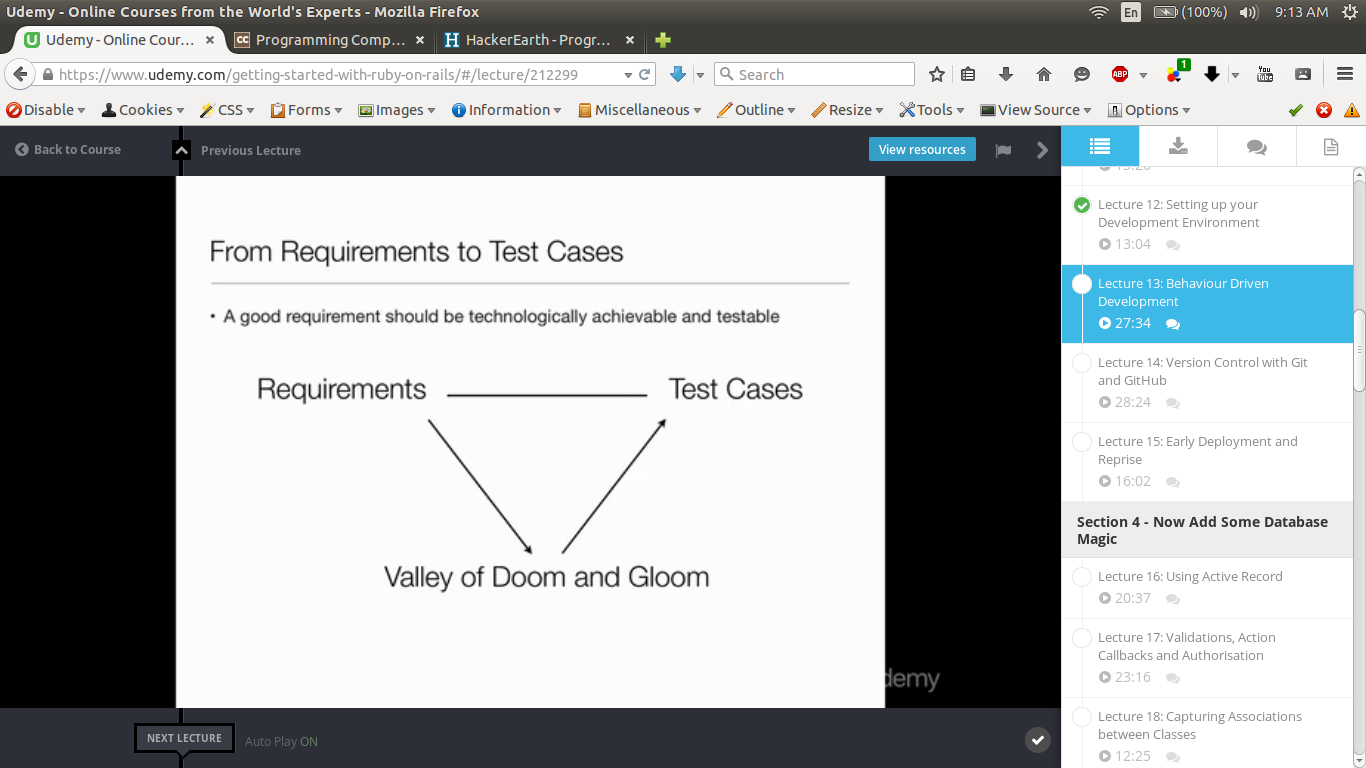 Udemy - Online Courses from the World's Experts - Mozilla Firefox
En
(100%)
9:13 AM
Udemy - Online Cour...
Programming Comp...
HackerEarth - Progr...
https://www.udemy.com/getting-started-with-ruby-on-rails/#/lecture/212299
Search
ABP
1
You
Tube
Disable
Cookies
CSS
Forms
Images
Information
Miscellaneous
Outline
Resize
Tools
View Source
Options
Back to Course
Previous Lecture
View resources
From Requirements to Test Cases
• A good requirement should be technologically achievable and testable
Requirements
Test Cases
Valley of Doom and Gloom
demy
NEXT LECTURE
Auto Play ON
Lecture 12: Setting up your
Development Environment
13:04
Lecture 13: Behaviour Driven
Development
27:34
Lecture 14: Version Control with Git
and GitHub
28:24
Lecture 15: Early Deployment and
Reprise
16:02
Section 4 - Now Add Some Database
Magic
Lecture 16: Using Active Record
20:37
Lecture 17: Validations, Action
Callbacks and Authorisation
23:16
Lecture 18: Capturing Associations
between Classes
12:25